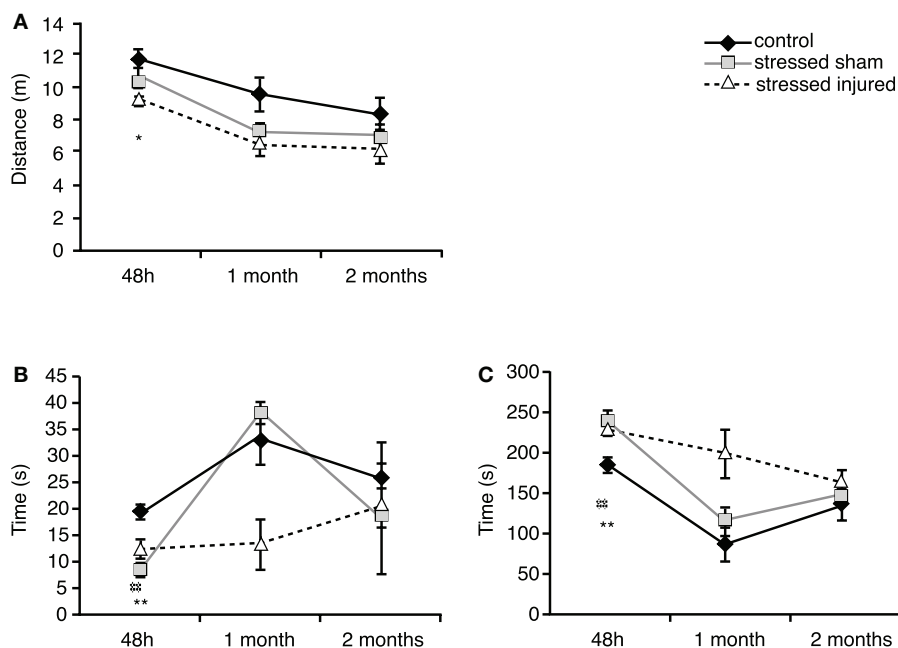 A
14
12
10
8
6
4
2
0
Distance (m)
*
48h
1 month
2 months
control
stressed sham
stressed injured
B
45
40
35
30
25
20
15
10
5
0
Time (s)
**
48h
1 month
2 months
C
300
250
200
150
100
50
0
Time (s)
**
48h
1 month
2 months